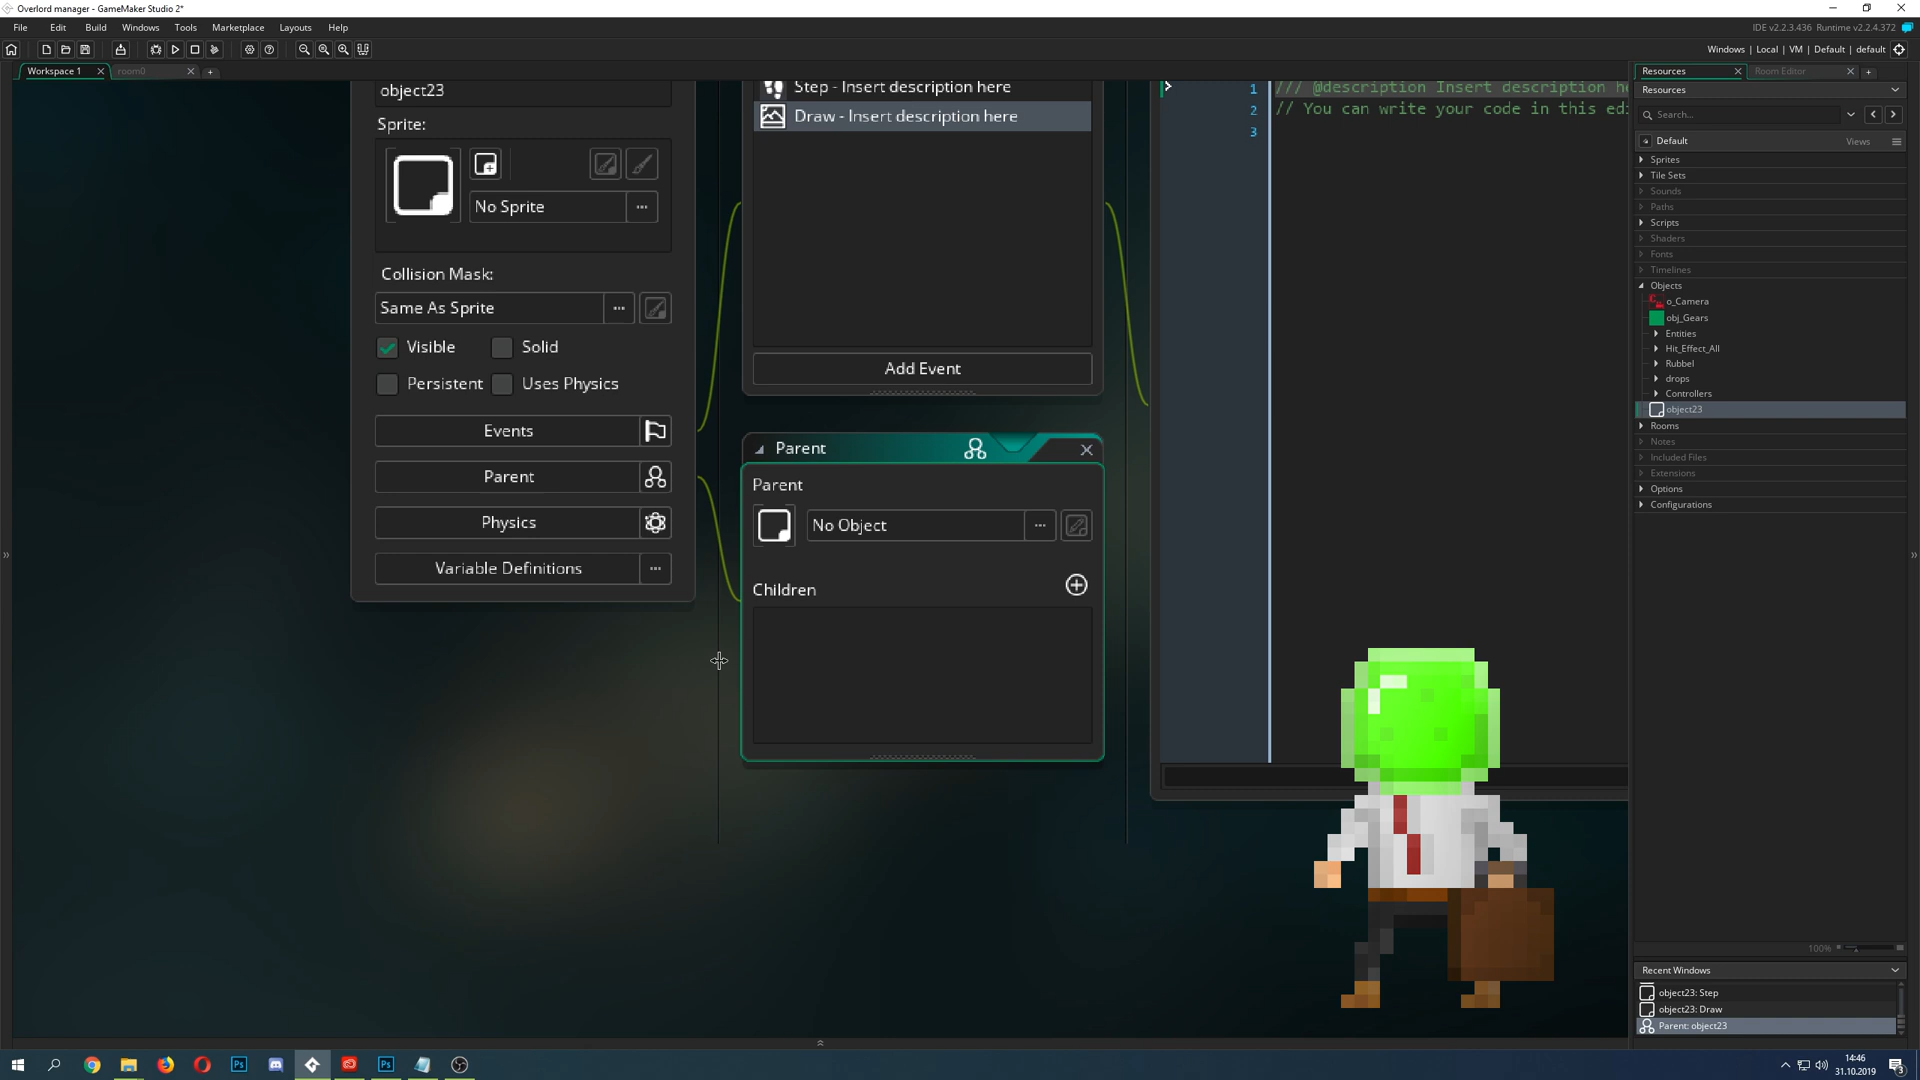 Overlord manager - GameMaker Studio 2*
File Edit Build Windows Tools Marketplace Layouts Help
IDE v2.2.3.436 Runtime v2.2.4.372
Windows | Local | VM | Default | default
Workspace 1
room0
Resources
Room Editor
Resources
Search...
Default
Views
Sprites
Tile Sets
Sounds
Paths
Scripts
Shaders
Fonts
Timelines
Objects
o_Camera
obj_Gears
Entities
Hit_Effect_All
Rubbel
drops
Controllers
object23
Rooms
Notes
Included Files
Extensions
Options
Configurations
100%
Recent Windows
object23: Step
object23: Draw
Parent: object23
object23
Sprite:
No Sprite
...
Collision Mask:
Same As Sprite
...
Visible
Solid
Persistent
Uses Physics
Events
Parent
Physics
Variable Definitions
...
Step - Insert description here
Draw - Insert description here
Add Event
Parent
Parent
No Object
...
Children
1 /// @description Insert description he
2 // You can write your code in this edi
3
Ps
Ps
14:46
31.10.2019
3